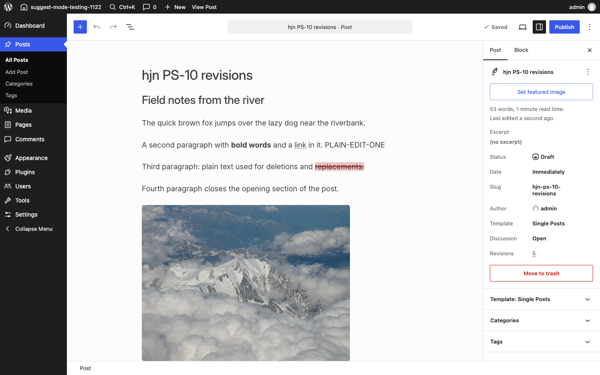 suggest-mode-testing-1122 Ctrl+K 0 New View Post admin
Dashboard
Posts
All Posts
Add Post
Categories
Tags
Media
Pages
Comments
Appearance
Plugins
Users
Tools
Settings
Collapse Menu
hjn PS-10 revisions · Post
Saved
Publish
hjn PS-10 revisions
Field notes from the river
The quick brown fox jumps over the lazy dog near the riverbank.
A second paragraph with bold words and a link in it. PLAIN-EDIT-ONE
Third paragraph: plain text used for deletions and replacements.
Fourth paragraph closes the opening section of the post.
Post
Post Block
hjn PS-10 revisions
Set featured image
53 words, 1 minute read time.
Last edited a second ago.
Excerpt
(no excerpt)
Status Draft
Date Immediately
Slug hjn-ps-10-
revisions
Author admin
Template Single Posts
Discussion Open
Revisions 5
Move to trash
Template: Single Posts
Categories
Tags